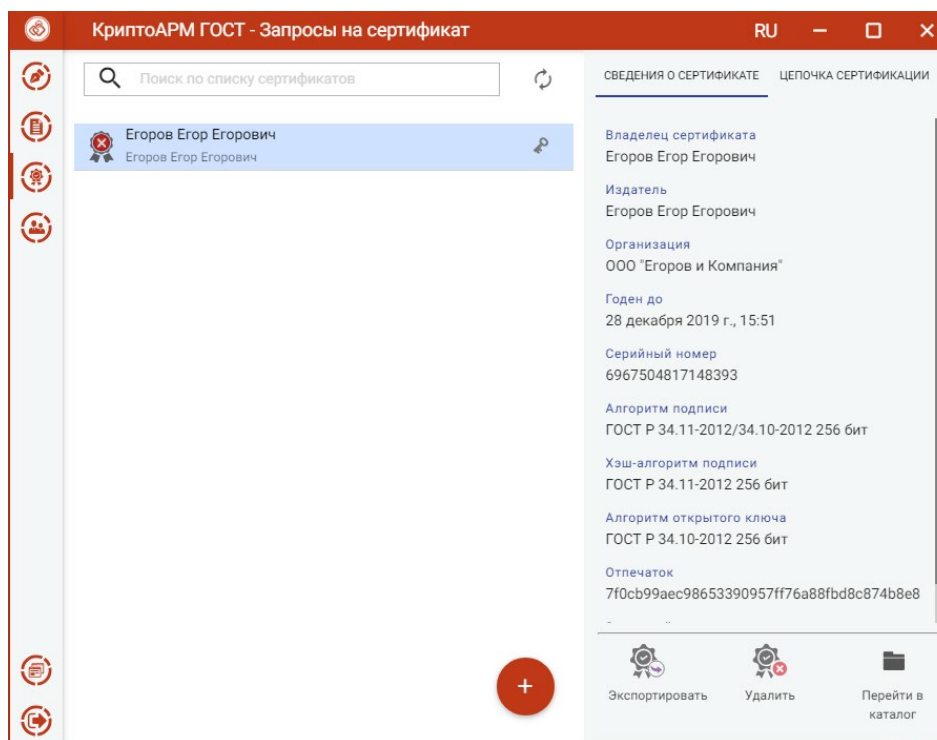 КриптоАРМ ГОСТ - Запросы на сертификат
RU
Поиск по списку сертификатов
Егоров Егор Егорович
Егоров Егор Егорович
СВЕДЕНИЯ О СЕРТИФИКАТЕ
ЦЕПОЧКА СЕРТИФИКАЦИИ
Владелец сертификата
Егоров Егор Егорович
Издатель
Егоров Егор Егорович
Организация
ООО "Егоров и Компания"
Годен до
28 декабря 2019 г., 15:51
Серийный номер
6967504817148393
Алгоритм подписи
ГОСТ Р 34.11-2012/34.10-2012 256 бит
Хэш-алгоритм подписи
ГОСТ Р 34.11-2012 256 бит
Алгоритм открытого ключа
ГОСТ Р 34.10-2012 256 бит
Отпечаток
7f0cb99aec98653390957ff76a88fbd8c874b8e8
Экспортировать
Удалить
Перейти в
каталог